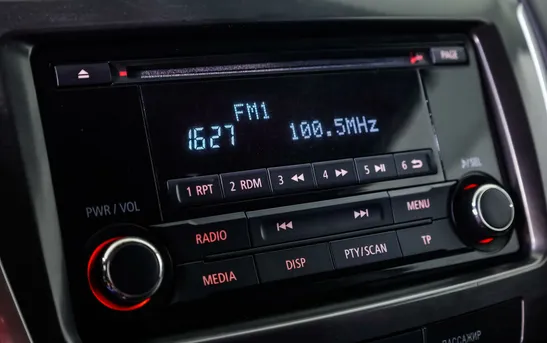 PAGE
FM1
1627 100.5MHz
1 RPT 2 RDM 3 4 5 6
/SEL
PWR / VOL
RADIO MENU
MEDIA DISP PTY/SCAN TP
ПАССАЖИР